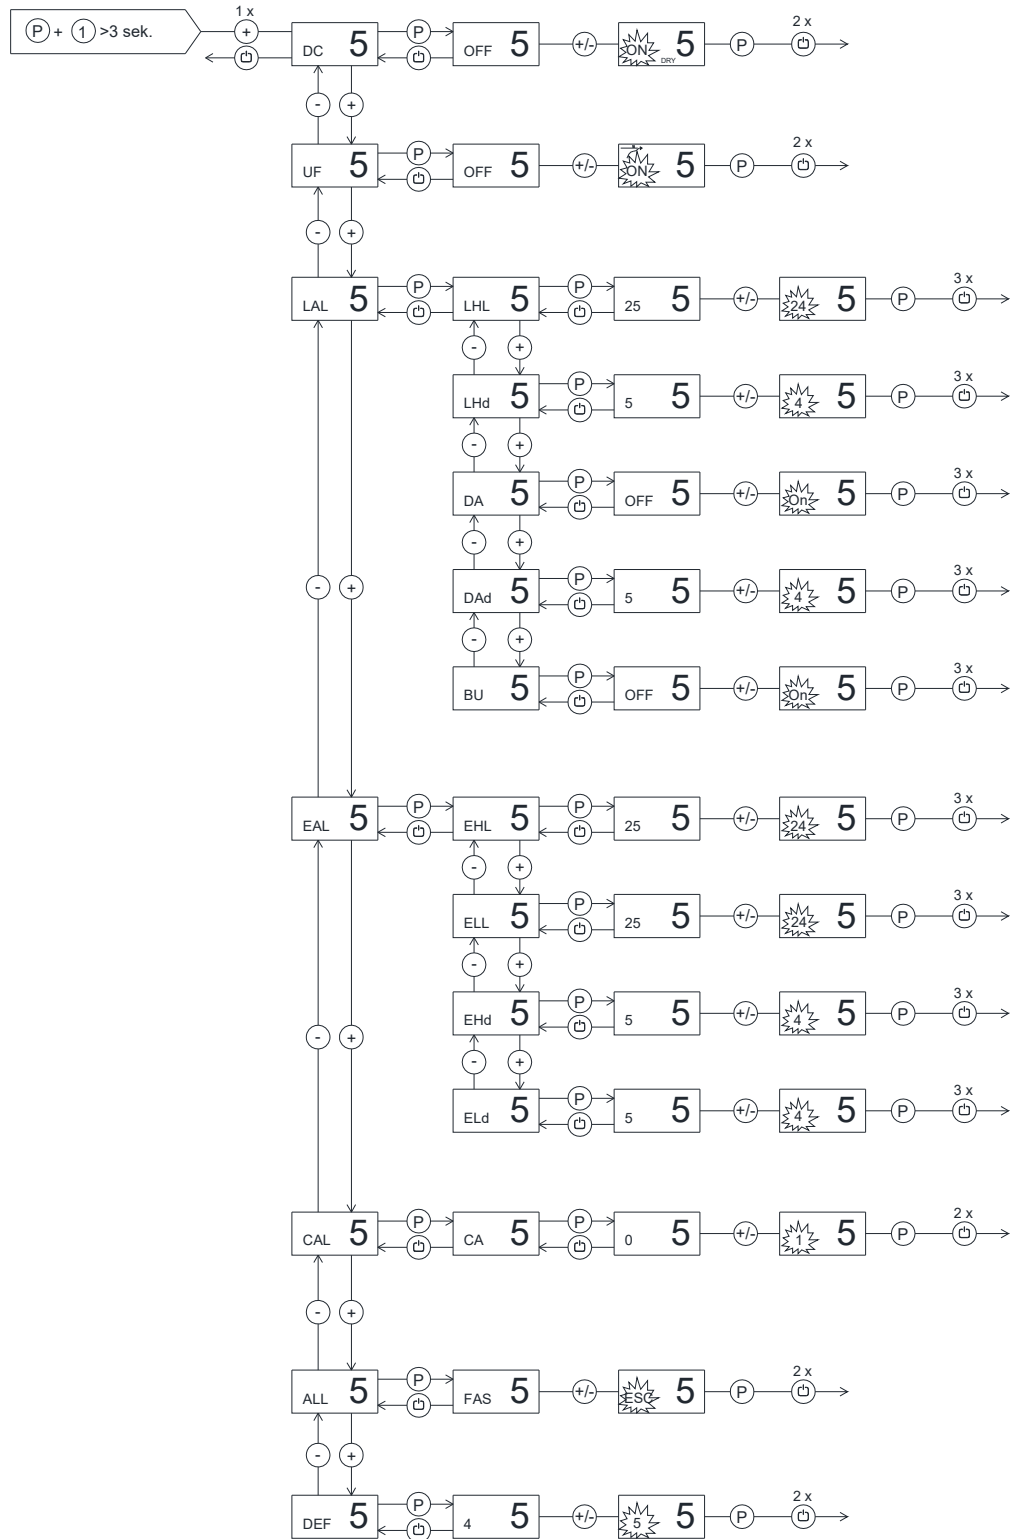 P + 1 >3 sek. 1 x + DC 5 P OFF 5 +/- ON DRY 5 P 2 x
- +
UF 5 P OFF 5 +/- ON 5 P 2 x
- +
LAL 5 P LHL 5 P 25 5 +/- 24 5 P 3 x
- +
LHd 5 P 5 5 +/- 4 5 P 3 x
- +
DA 5 P OFF 5 +/- On 5 P 3 x
- +
- +
DAd 5 P 5 5 +/- 4 5 P 3 x
- +
BU 5 P OFF 5 +/- On 5 P 3 x
EAL 5 P EHL 5 P 25 5 +/- 24 5 P 3 x
- +
ELL 5 P 25 5 +/- 24 5 P 3 x
- +
EHd 5 P 5 5 +/- 4 5 P 3 x
- +
- +
ELd 5 P 5 5 +/- 4 5 P 3 x
CAL 5 P CA 5 P 0 5 +/- 1 5 P 2 x
- +
ALL 5 P FAS 5 +/- ESC 5 P 2 x
- +
DEF 5 P 4 5 +/- 5 5 P 2 x